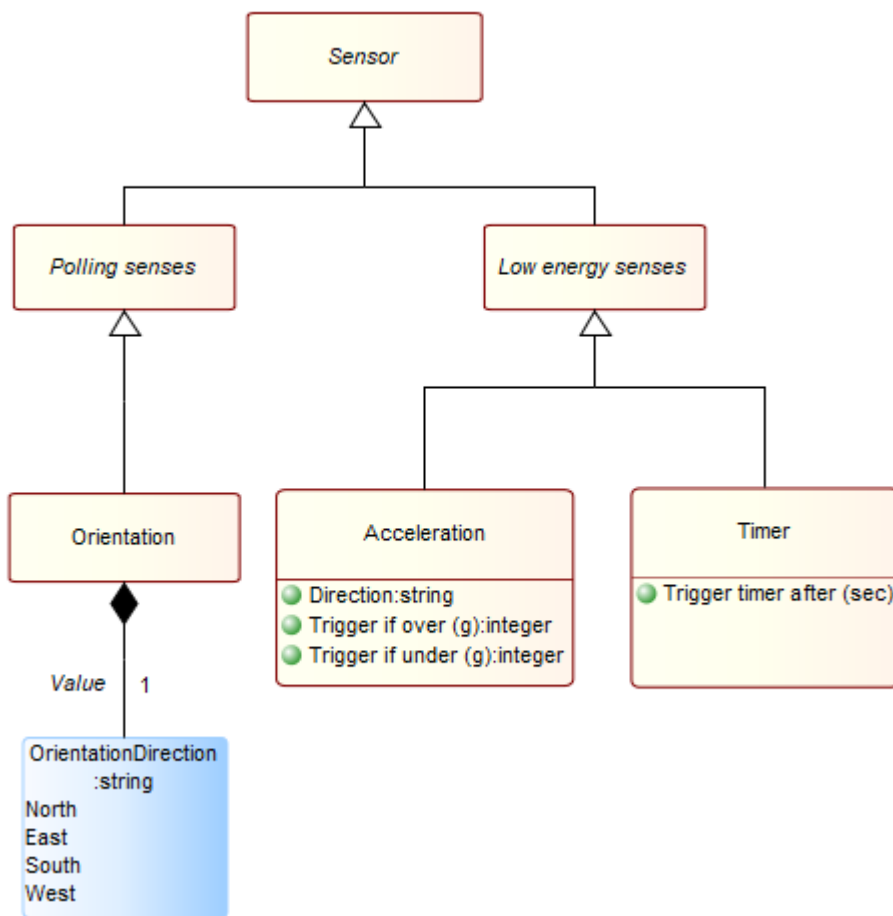 Sensor
Polling senses
Low energy senses
Orientation
Acceleration
Direction:string
Trigger if over (g):integer
Trigger if under (g):integer
Timer
Trigger timer after (sec)
Value
1
OrientationDirection
:string
North
East
South
West